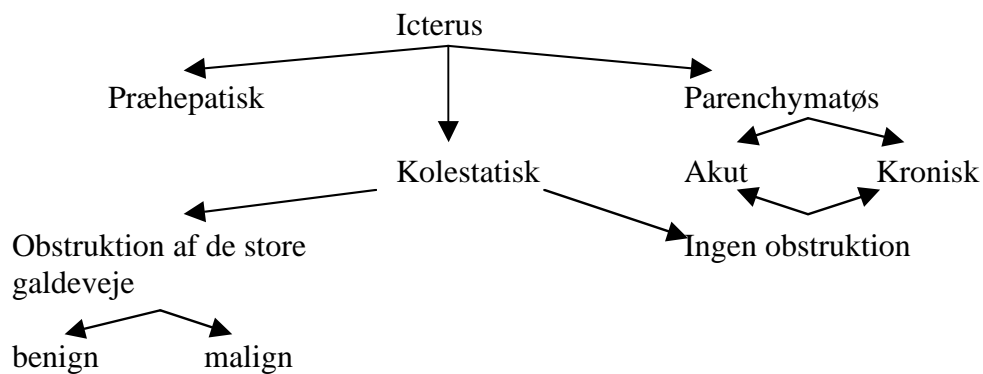 Icterus
Præhepatisk
Parenchymatøs
Kolestatisk
Akut
Kronisk
Obstruktion af de store
galdeveje
Ingen obstruktion
benign
malign